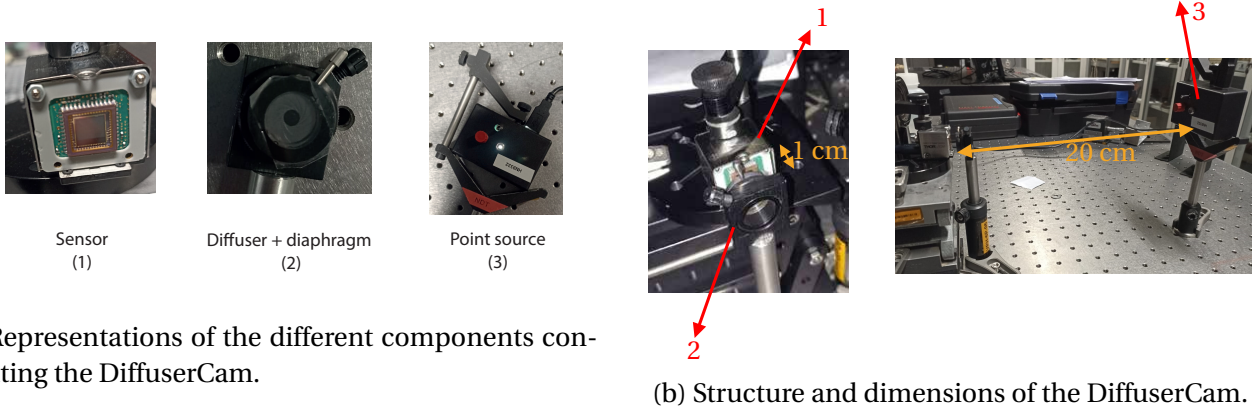 1
3
1 cm
20 cm
Sensor
(1)
Diffuser + diaphragm
(2)
Point source
(3)
2
Representations of the different components con-
ting the DiffuserCam.
(b) Structure and dimensions of the DiffuserCam.